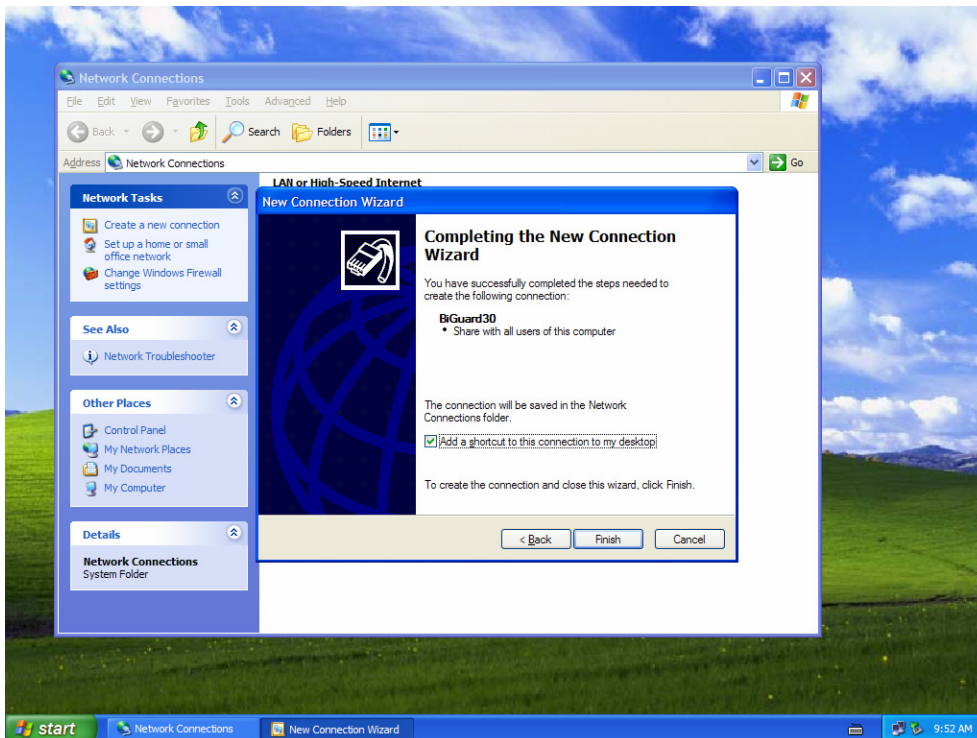 Network Connections
File Edit View Favorites Tools Advanced Help
Back Search Folders
Address Network Connections Go
LAN or High-Speed Internet
Network Tasks
Create a new connection
Set up a home or small
office network
Change Windows Firewall
settings
See Also
Network Troubleshooter
Other Places
Control Panel
My Network Places
My Documents
My Computer
Details
Network Connections
System Folder
New Connection Wizard
Completing the New Connection
Wizard
You have successfully completed the steps needed to
create the following connection:
BiGuard30
• Share with all users of this computer
The connection will be saved in the Network
Connections folder.
Add a shortcut to this connection to my desktop
To create the connection and close this wizard, click Finish.
< Back Finish Cancel
start Network Connections New Connection Wizard 9:52 AM